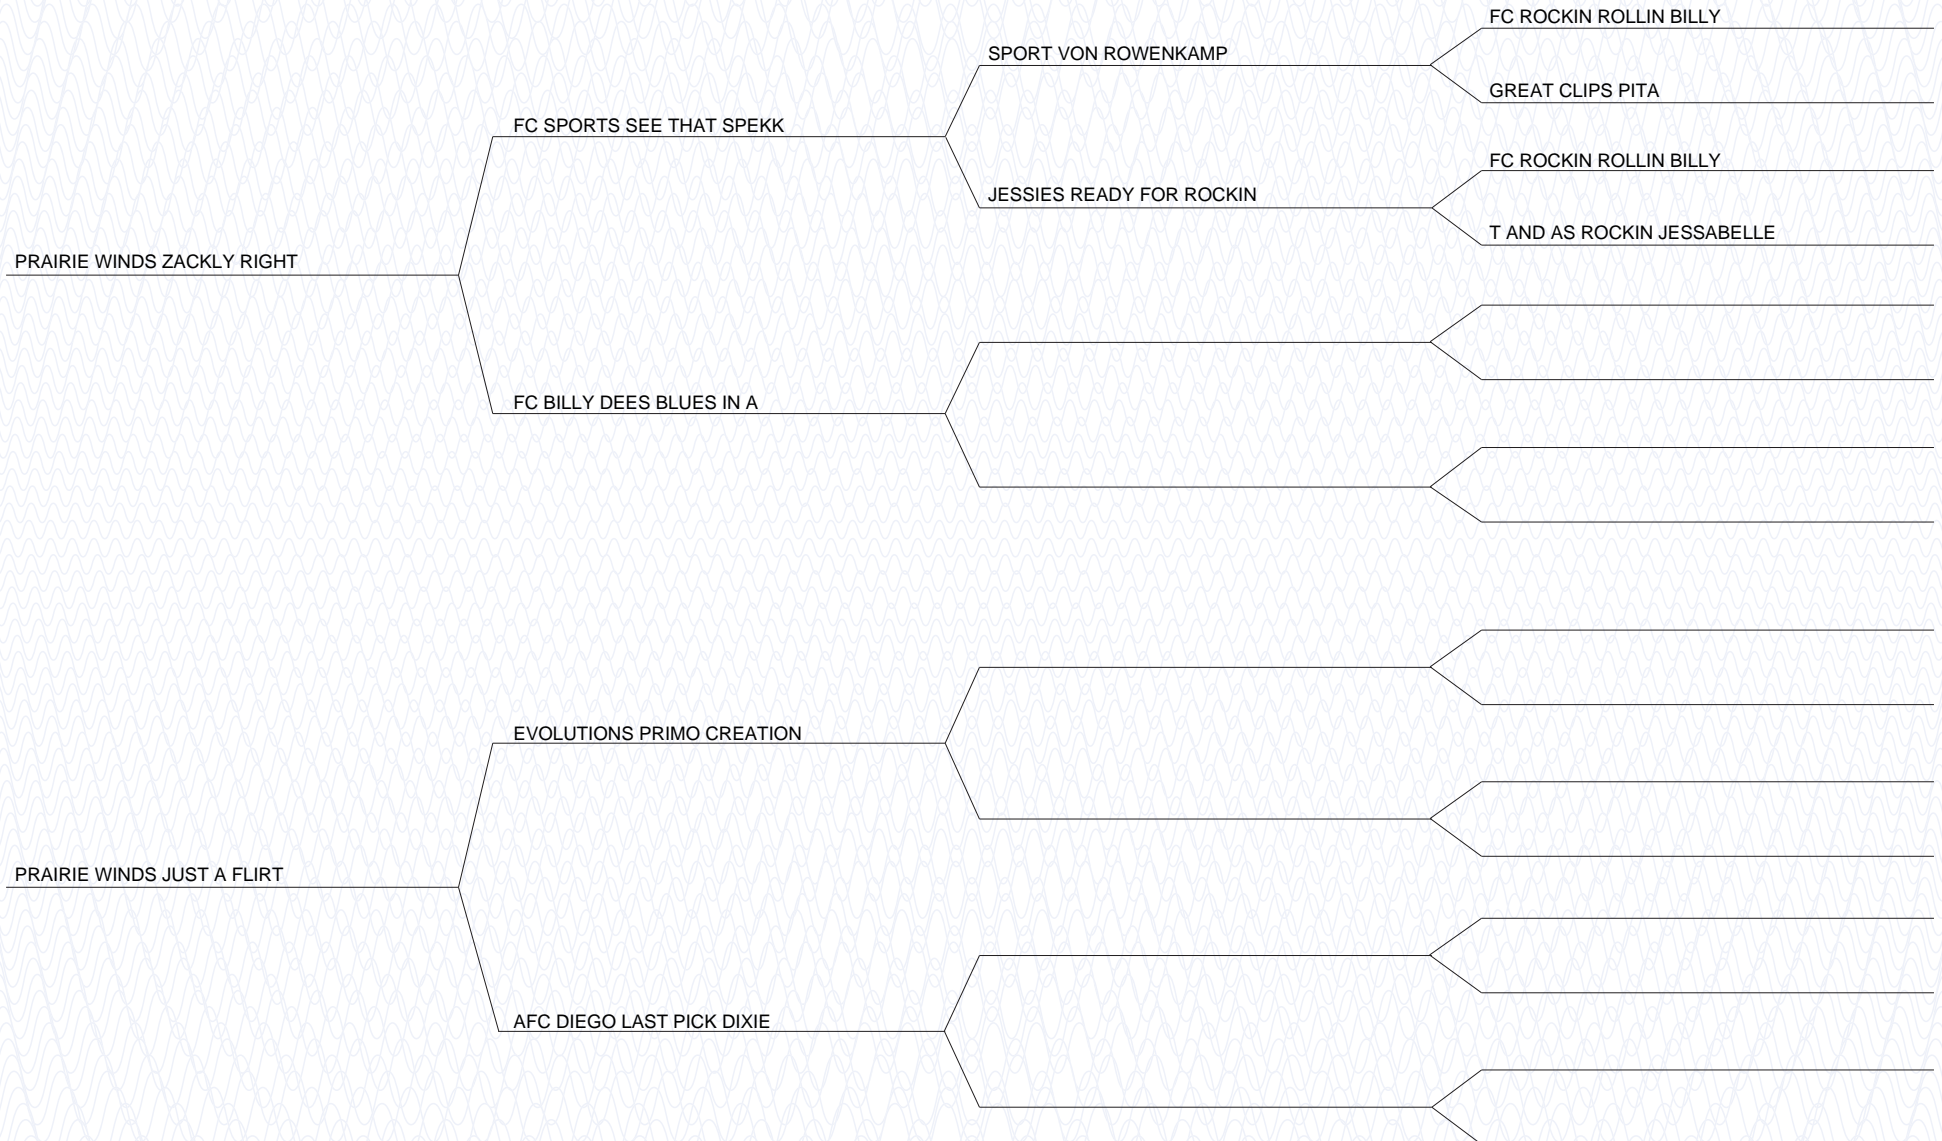 FC ROCKIN ROLLIN BILLY
SPORT VON ROWENKAMP
GREAT CLIPS PITA
FC SPORTS SEE THAT SPEKK
FC ROCKIN ROLLIN BILLY
JESSIES READY FOR ROCKIN
T AND AS ROCKIN JESSABELLE
PRAIRIE WINDS ZACKLY RIGHT
FC BILLY DEES BLUES IN A
EVOLUTIONS PRIMO CREATION
PRAIRIE WINDS JUST A FLIRT
AFC DIEGO LAST PICK DIXIE